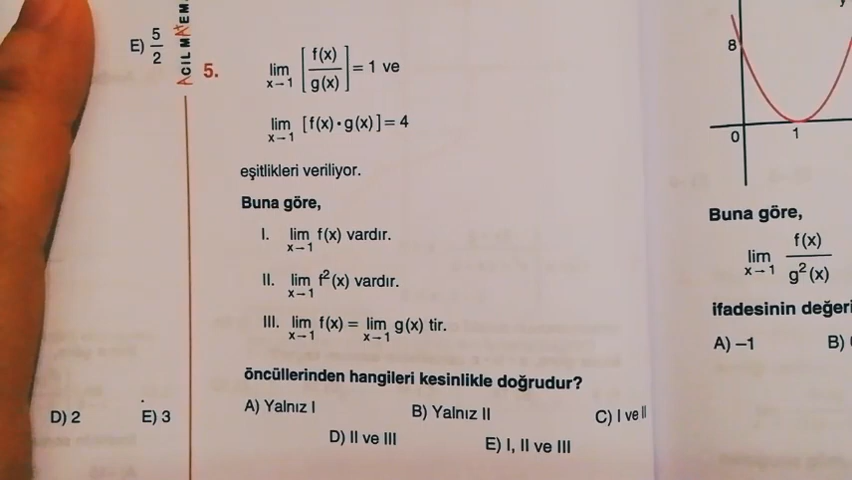 E) 5/2
ACIL MATEM
D) 2
E) 3
5. lim x→1 [f(x)/g(x)] = 1 ve
lim x→1 [f(x)·g(x)] = 4
eşitlikleri veriliyor.
Buna göre,
I. lim x→1 f(x) vardır.
II. lim x→1 f²(x) vardır.
III. lim x→1 f(x) = lim x→1 g(x) tir.
öncüllerinden hangileri kesinlikle doğrudur?
A) Yalnız I B) Yalnız II C) I ve II
D) II ve III E) I, II ve III
y
8
0 1
Buna göre,
lim x→1 f(x)/g²(x)
ifadesinin değeri
A) –1 B)